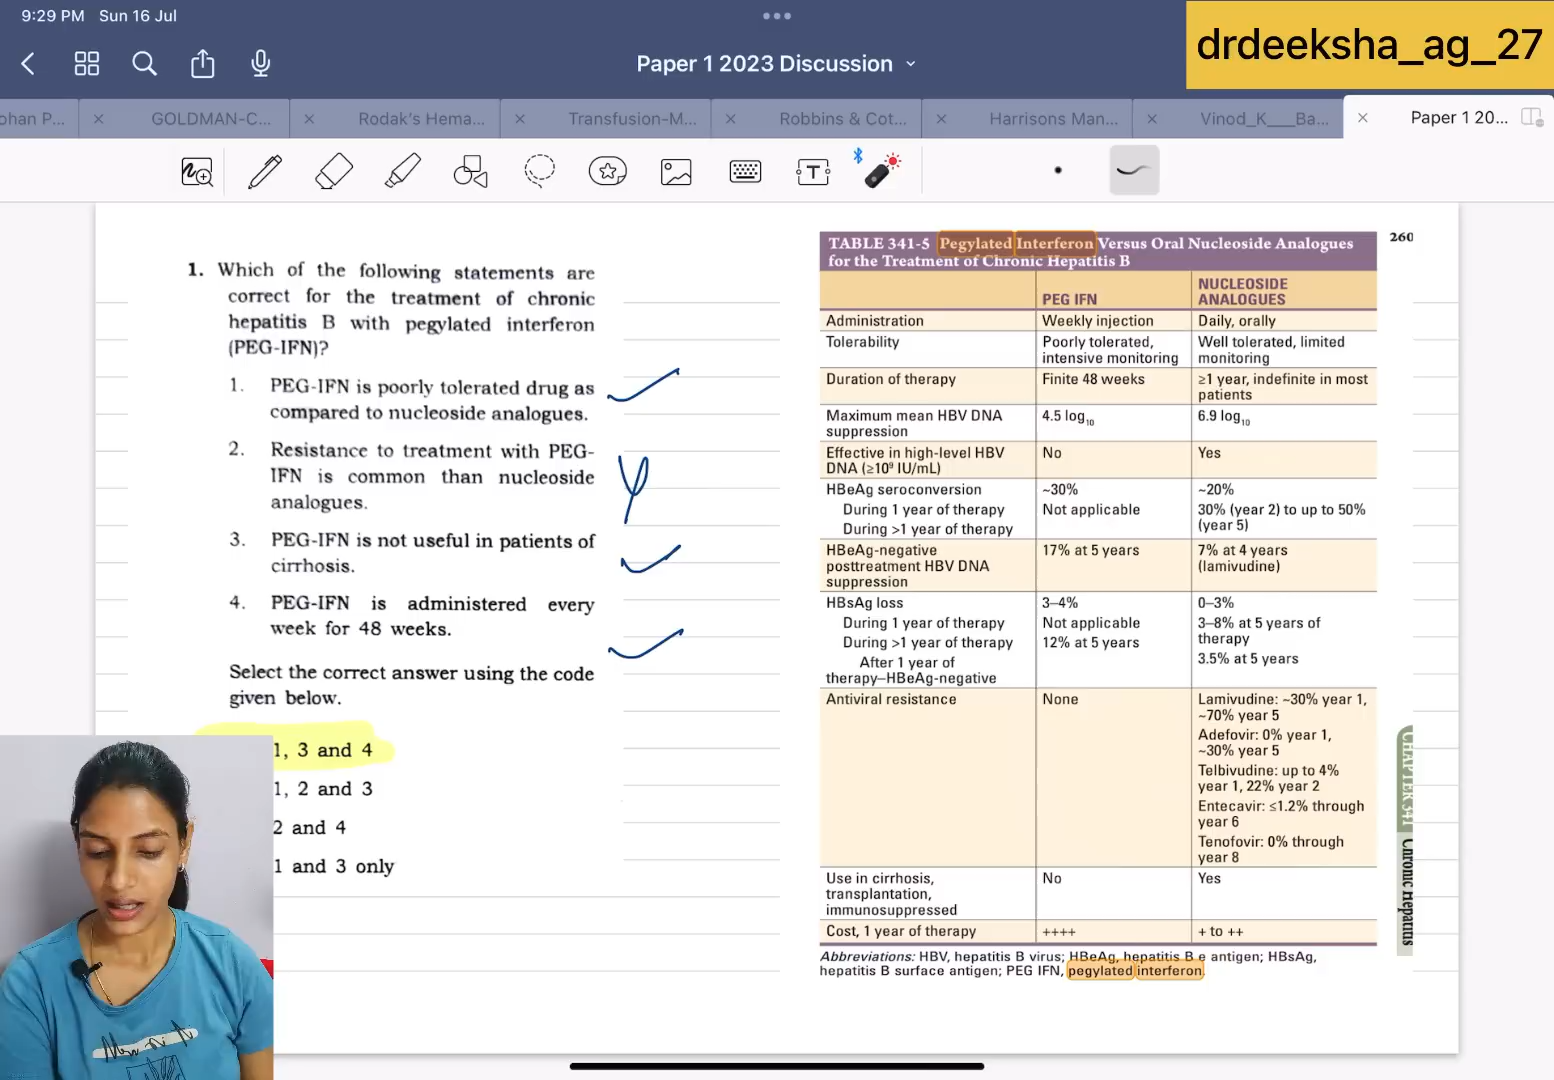 9:29 PM Sun 16 Jul
drdeeksha_ag_27
Paper 1 2023 Discussion
ohan P...
GOLDMAN-C...
Rodak's Hema...
Transfusion-M...
Robbins & Cot...
Harrisons Man...
Vinod_K___Ba...
Paper 1 20...
1. Which of the following statements are
correct for the treatment of chronic
hepatitis B with pegylated interferon
(PEG-IFN)?
1. PEG-IFN is poorly tolerated drug as
compared to nucleoside analogues.
2. Resistance to treatment with PEG-
IFN is common than nucleoside
analogues.
3. PEG-IFN is not useful in patients of
cirrhosis.
4. PEG-IFN is administered every
week for 48 weeks.
Select the correct answer using the code
given below.
1, 3 and 4
1, 2 and 3
2 and 4
1 and 3 only
260
TABLE 341-5 Pegylated Interferon Versus Oral Nucleoside Analogues
for the Treatment of Chronic Hepatitis B
PEG IFN
NUCLEOSIDE
ANALOGUES
Administration Weekly injection Daily, orally
Tolerability Poorly tolerated, Well tolerated, limited
intensive monitoring monitoring
Duration of therapy Finite 48 weeks ≥1 year, indefinite in most
patients
Maximum mean HBV DNA 4.5 log10 6.9 log10
suppression
Effective in high-level HBV No Yes
DNA (≥10⁹ IU/mL)
HBeAg seroconversion ~30% ~20%
During 1 year of therapy Not applicable 30% (year 2) to up to 50%
During >1 year of therapy (year 5)
HBeAg-negative 17% at 5 years 7% at 4 years
posttreatment HBV DNA (lamivudine)
suppression
HBsAg loss 3–4% 0–3%
During 1 year of therapy Not applicable 3–8% at 5 years of
During >1 year of therapy 12% at 5 years therapy
After 1 year of 3.5% at 5 years
therapy–HBeAg-negative
Antiviral resistance None Lamivudine: ~30% year 1,
~70% year 5
Adefovir: 0% year 1,
~30% year 5
Telbivudine: up to 4%
year 1, 22% year 2
Entecavir: ≤1.2% through
year 6
Tenofovir: 0% through
year 8
Use in cirrhosis, No Yes
transplantation,
immunosuppressed
Cost, 1 year of therapy ++++ + to ++
Abbreviations: HBV, hepatitis B virus; HBeAg, hepatitis B e antigen; HBsAg,
hepatitis B surface antigen; PEG IFN, pegylated interferon.
CHAPTER 341 Chronic Hepatitis